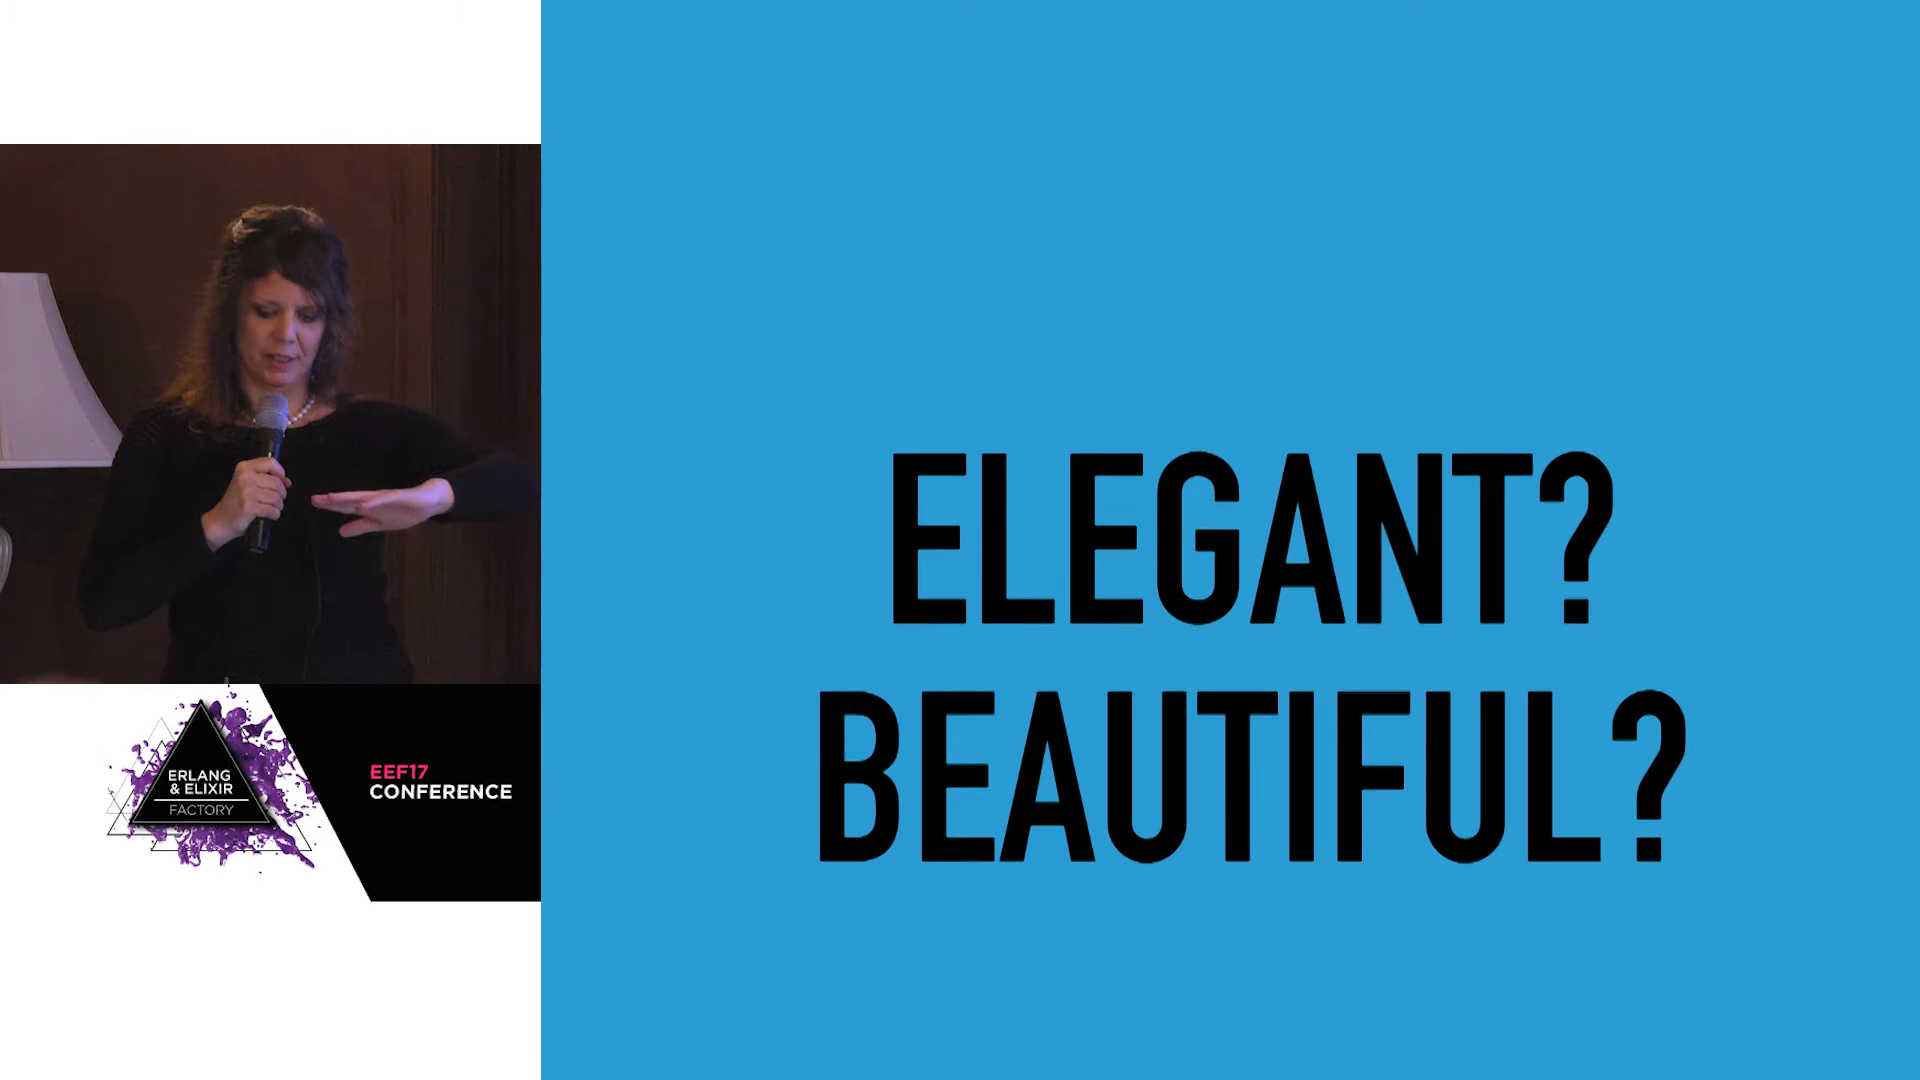 ELEGANT?
BEAUTIFUL?
ERLANG
& ELIXIR
FACTORY
EEF17
CONFERENCE